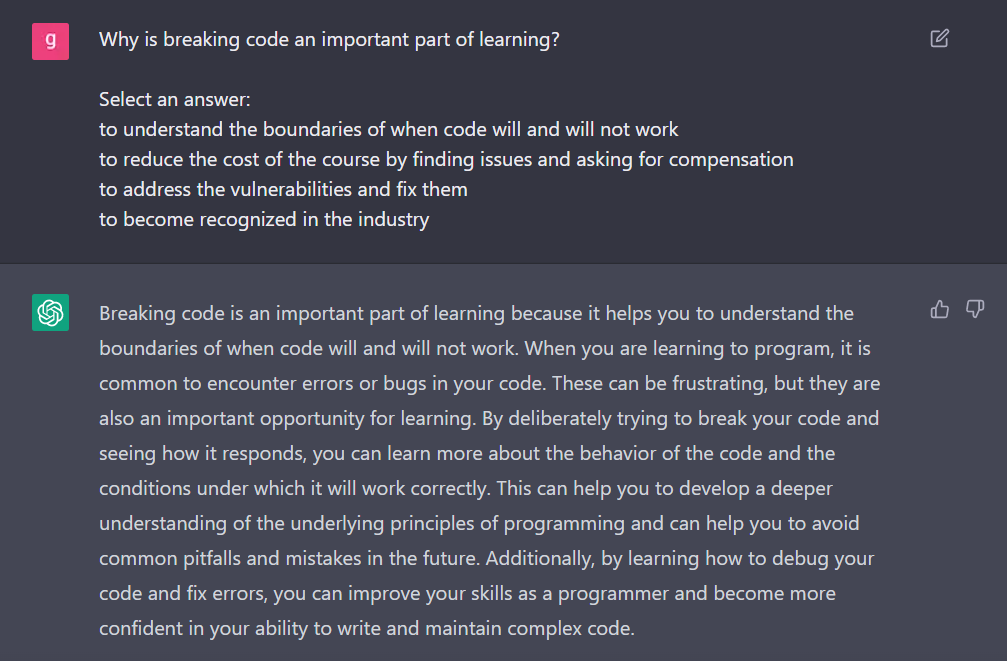 g
Why is breaking code an important part of learning?
Select an answer:
to understand the boundaries of when code will and will not work
to reduce the cost of the course by finding issues and asking for compensation
to address the vulnerabilities and fix them
to become recognized in the industry
Breaking code is an important part of learning because it helps you to understand the
boundaries of when code will and will not work. When you are learning to program, it is
common to encounter errors or bugs in your code. These can be frustrating, but they are
also an important opportunity for learning. By deliberately trying to break your code and
seeing how it responds, you can learn more about the behavior of the code and the
conditions under which it will work correctly. This can help you to develop a deeper
understanding of the underlying principles of programming and can help you to avoid
common pitfalls and mistakes in the future. Additionally, by learning how to debug your
code and fix errors, you can improve your skills as a programmer and become more
confident in your ability to write and maintain complex code.